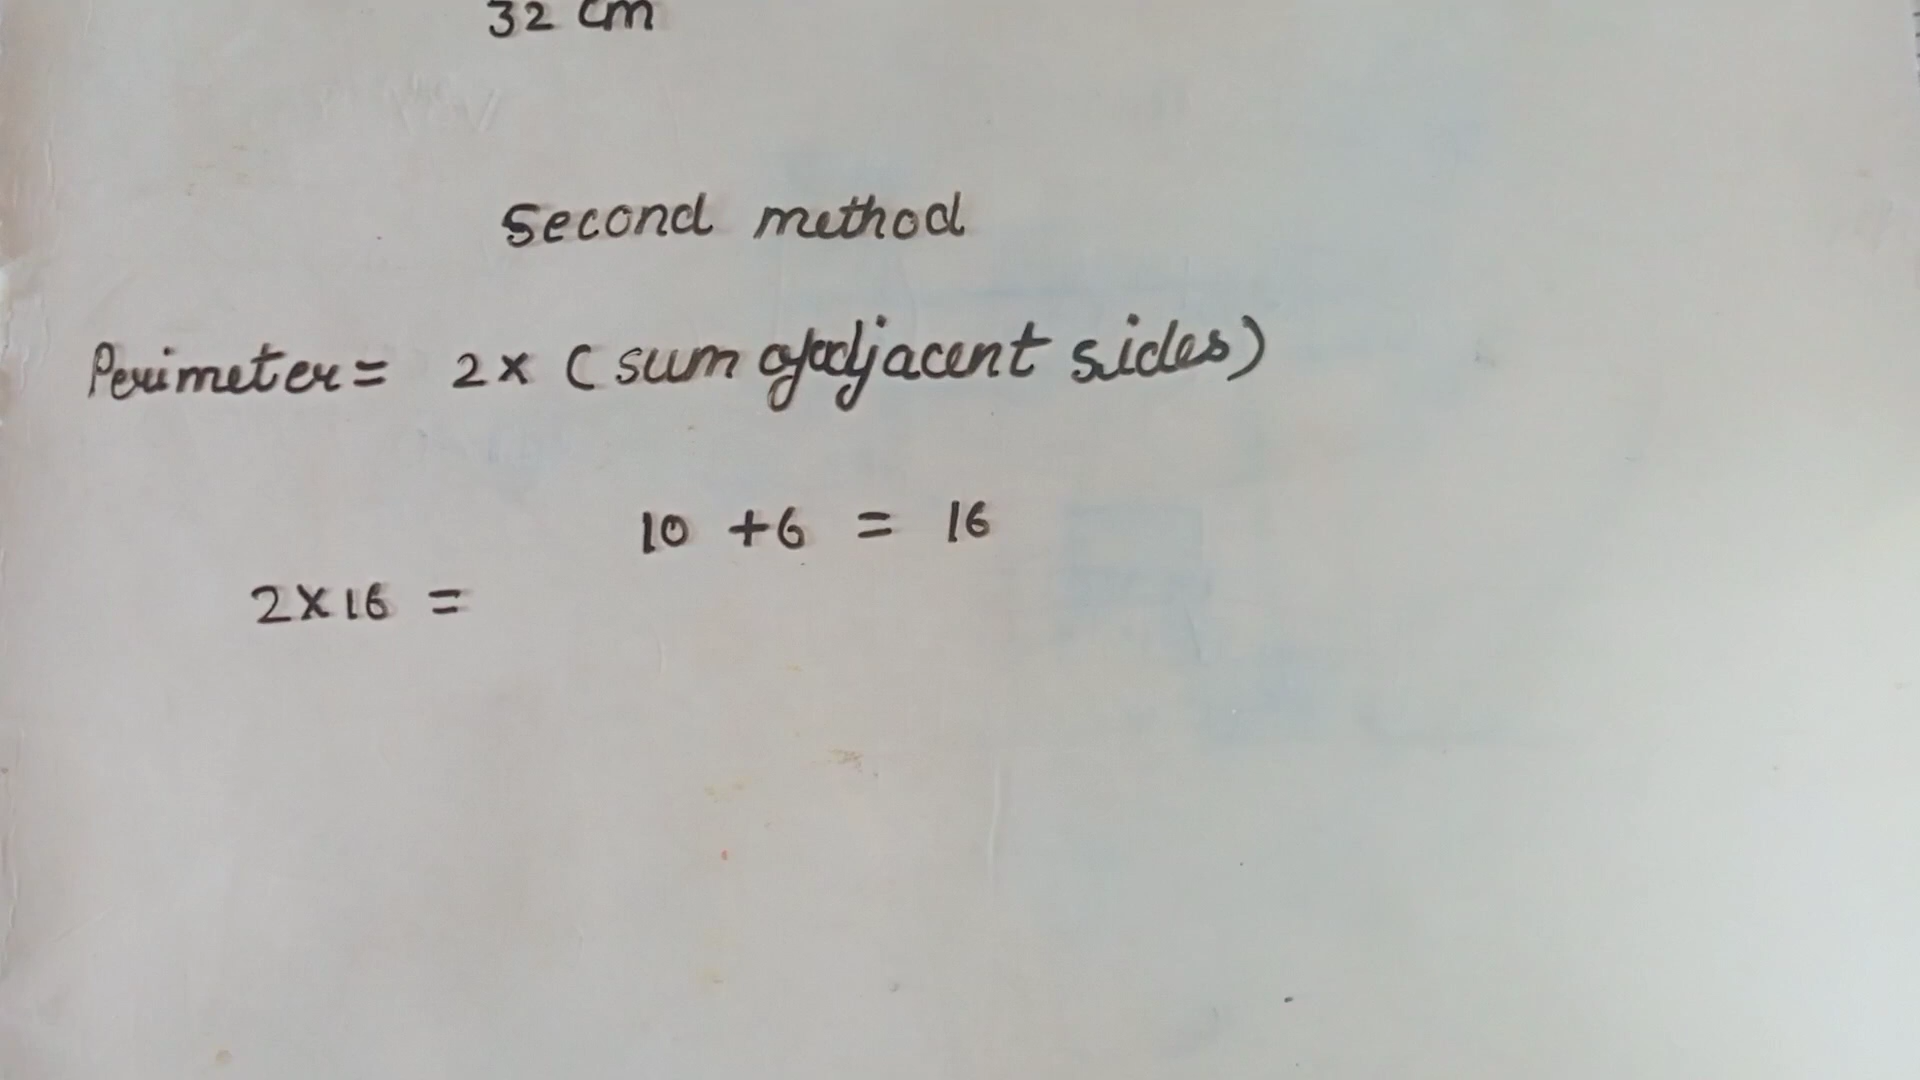 32 cm
Second method
Perimeter = 2 x ( sum of adjacent sides)
10 + 6 = 16
2 x 16 =